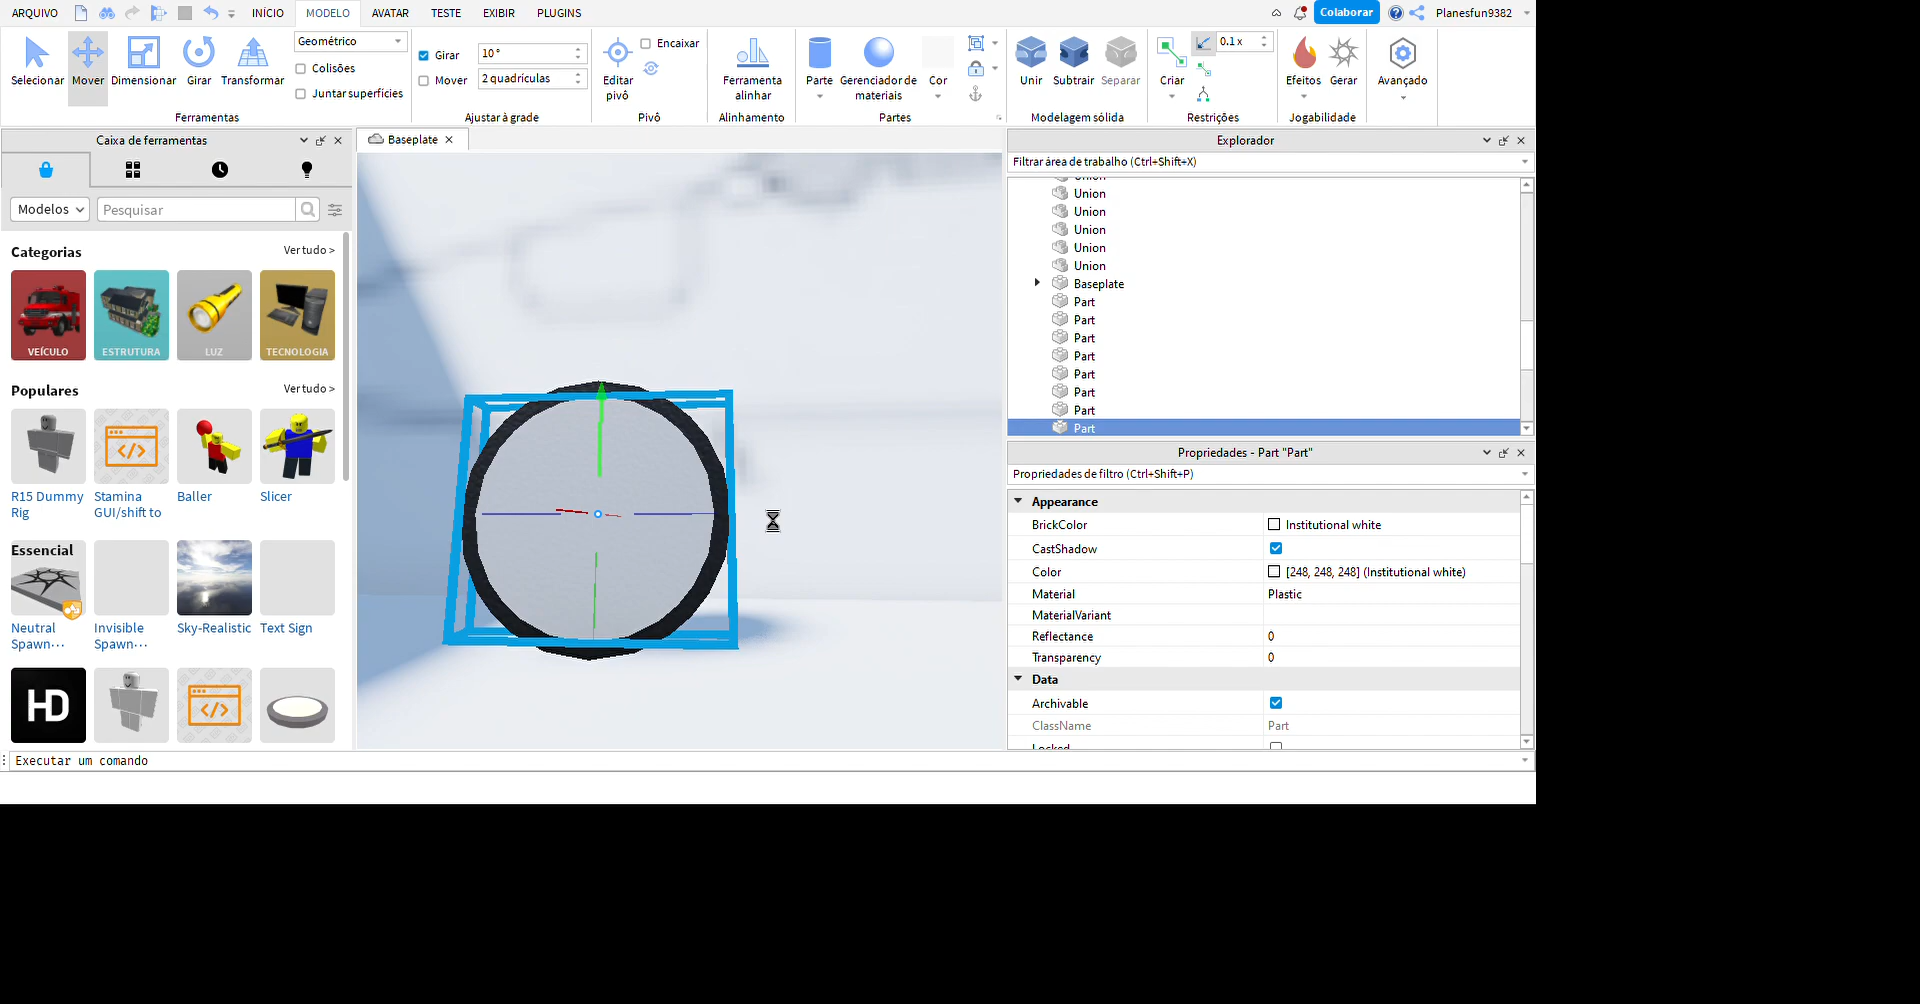 ARQUIVO INÍCIO MODELO AVATAR TESTE EXIBIR PLUGINS Colaborar Planesfun9382
Selecionar Mover Dimensionar Girar Transformar
Geométrico
Colisões
Juntar superfícies
Ferramentas
Girar 10 °
Mover 2 quadrículas
Ajustar à grade
Editar pivô
Encaixar
Pivô
Ferramenta alinhar
Alinhamento
Parte
Gerenciador de materiais
Cor
Partes
Unir Subtrair Separar
Modelagem sólida
Criar
0.1 x
Restrições
Efeitos Gerar
Jogabilidade
Avançado
Caixa de ferramentas
Modelos Pesquisar
Categorias Ver tudo >
VEÍCULO ESTRUTURA LUZ TECNOLOGIA
Populares Ver tudo >
R15 Dummy Rig
Stamina GUI/shift to
Baller
Slicer
Essencial
Neutral Spawn···
Invisible Spawn···
Sky-Realistic
Text Sign
HD
Baseplate
Explorador
Filtrar área de trabalho (Ctrl+Shift+X)
Union
Union
Union
Union
Union
Union
Baseplate
Part
Part
Part
Part
Part
Part
Part
Part
Propriedades - Part "Part"
Propriedades de filtro (Ctrl+Shift+P)
Appearance
BrickColor Institutional white
CastShadow
Color [248, 248, 248] (Institutional white)
Material Plastic
MaterialVariant
Reflectance 0
Transparency 0
Data
Archivable
ClassName Part
Locked
Executar um comando